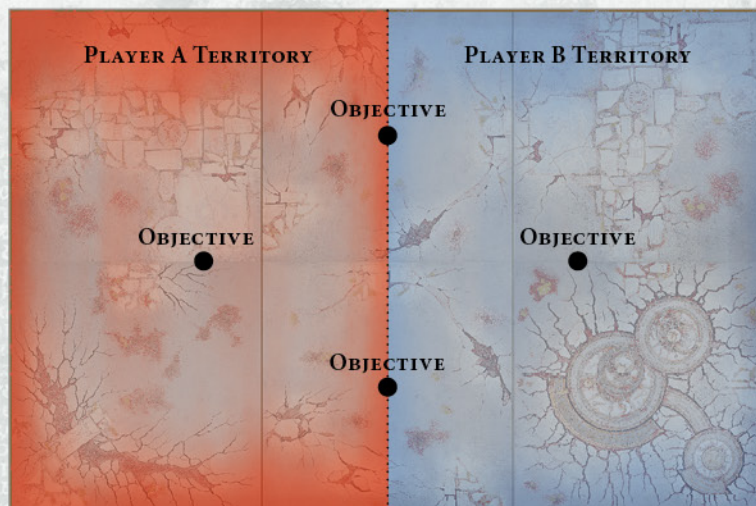 Player A Territory
Player B Territory
Objective
Objective
Objective
Objective